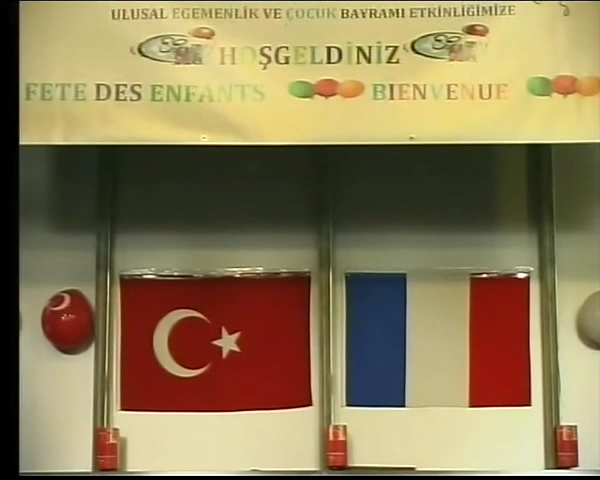 ULUSAL EGEMENLİK VE ÇOCUK BAYRAMI ETKİNLİĞİMİZE
HOŞGELDİNİZ
FETE DES ENFANTS BIENVENUE